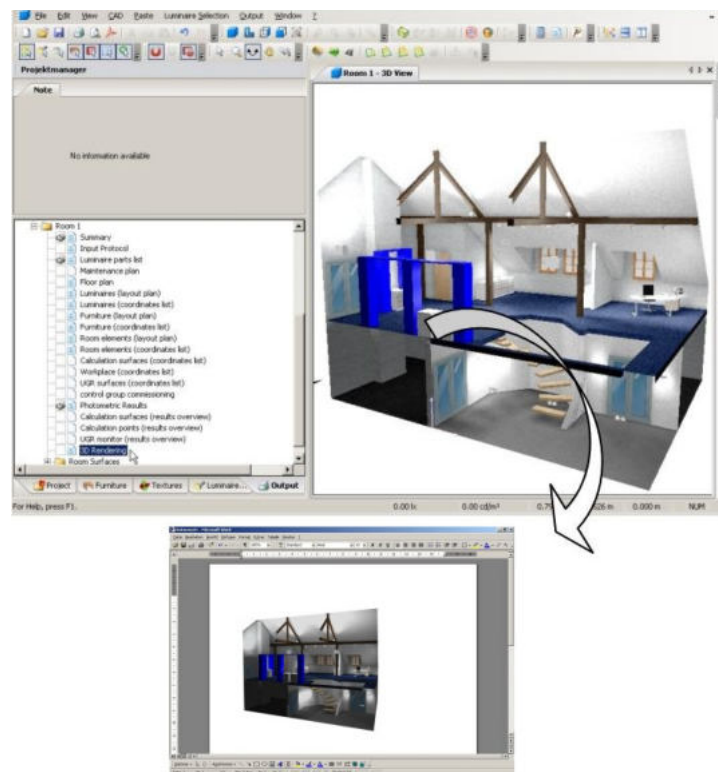 File Edit View CAD Paste Luminaire Selection Output Window ?
Projektmanager
Room 1 - 3D View
Note
No information available
Room 1
Summary
Input Protocol
Luminaire parts list
Maintenance plan
Floor plan
Luminaires (layout plan)
Luminaires (coordinates list)
Furniture (layout plan)
Furniture (coordinates list)
Room elements (layout plan)
Room elements (coordinates list)
Calculation surfaces (coordinates list)
Workplace (coordinates list)
UGR surfaces (coordinates list)
control group commissioning
Photometric Results
Calculation surfaces (results overview)
Calculation points (results overview)
UGR monitor (results overview)
3D Rendering
Room Surfaces
Project Furniture Textures Luminaire... Output
For Help, press F1. 0.00 lx 0.00 cd/m² 0.000 m NUM
Microsoft Word